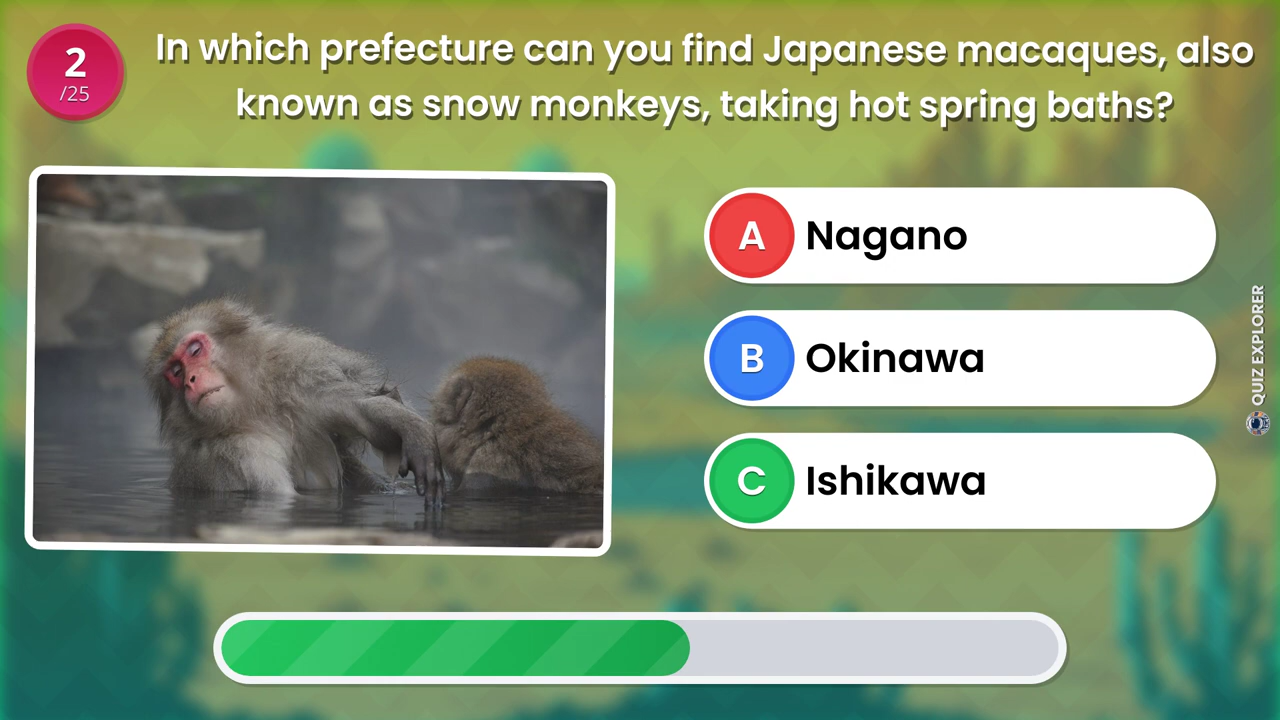 2
/25
In which prefecture can you find Japanese macaques, also
known as snow monkeys, taking hot spring baths?
A Nagano
B Okinawa
C Ishikawa
QUIZ EXPLORER